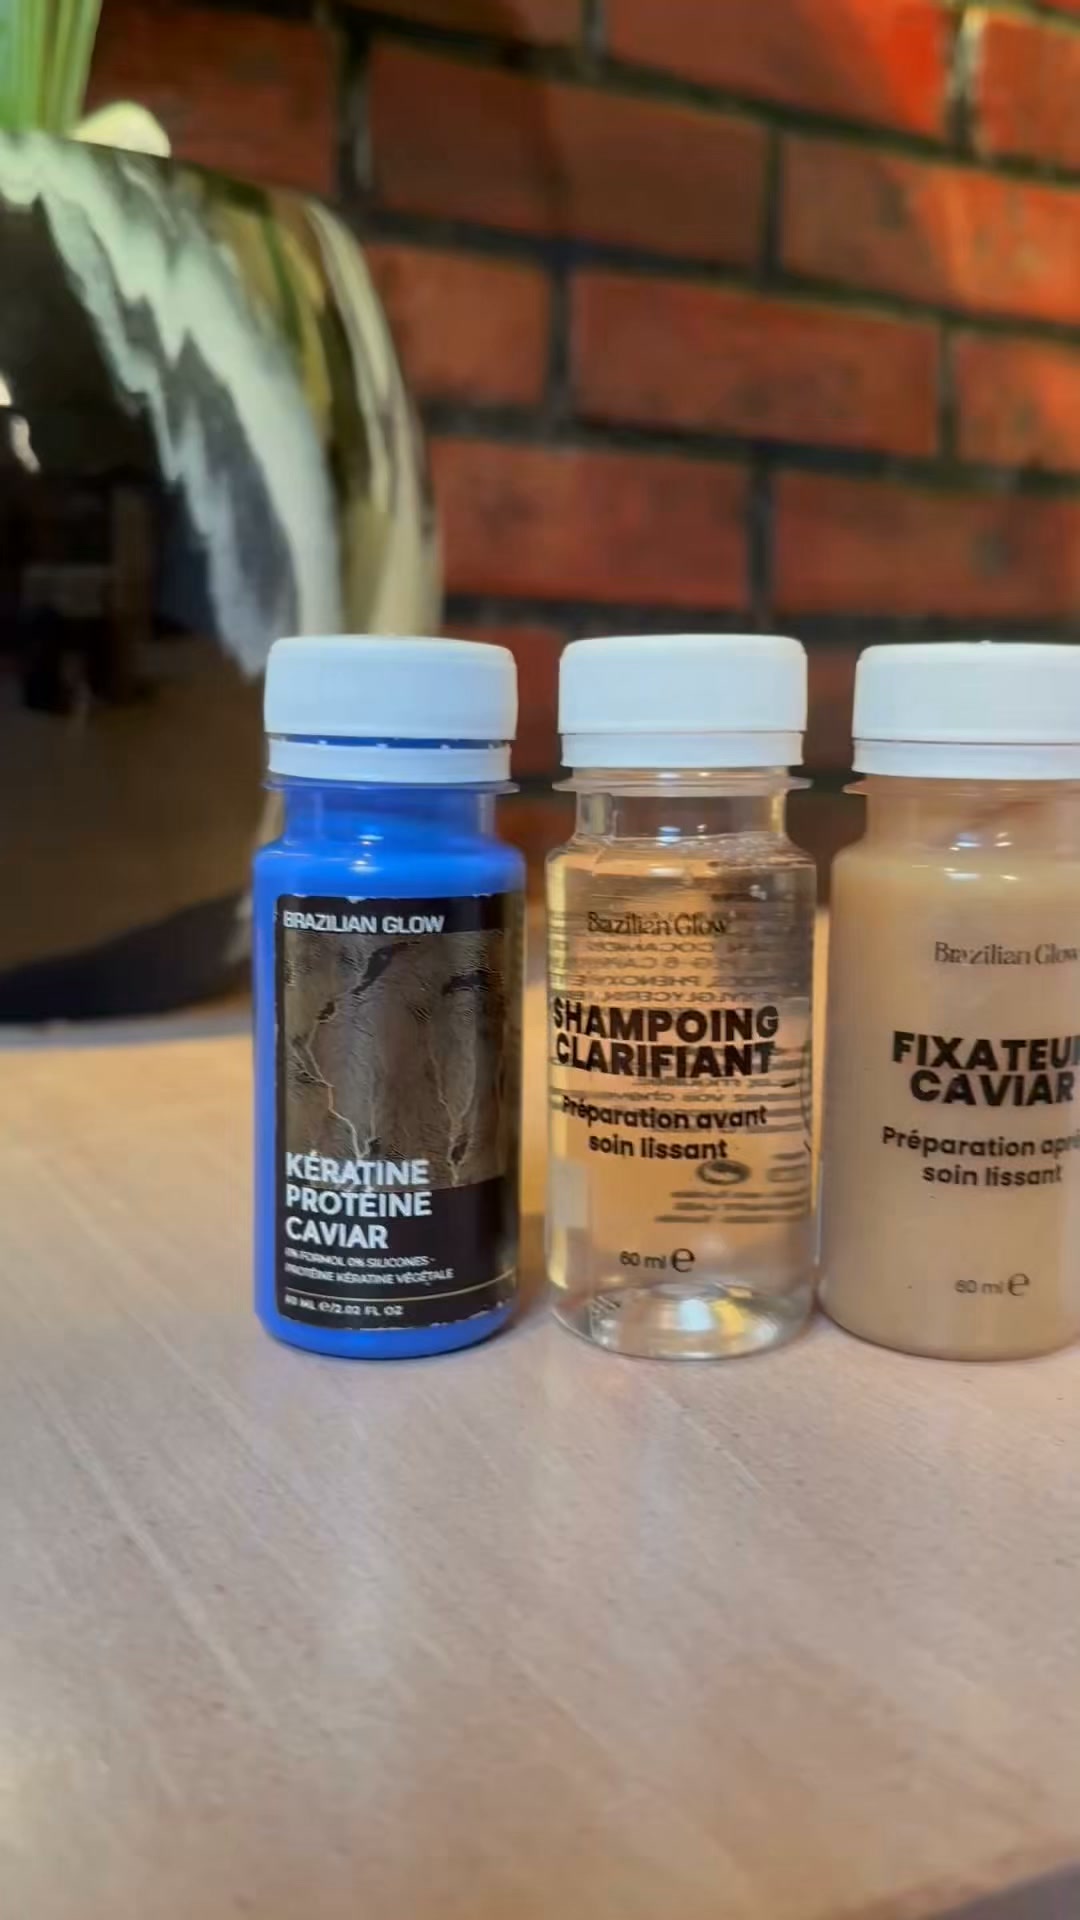 BRAZILIAN GLOW
KÉRATINE
PROTÉINE
CAVIAR
0% FORMOL 0% SILICONES -
PROTÉINE KÉRATINE VÉGÉTALE
60 ML e/2.02 FL OZ
Brazilian Glow
SHAMPOING
CLARIFIANT
Préparation avant
soin lissant
60 ml e
Brazilian Glow
FIXATEUR
CAVIAR
Préparation après
soin lissant
60 ml e